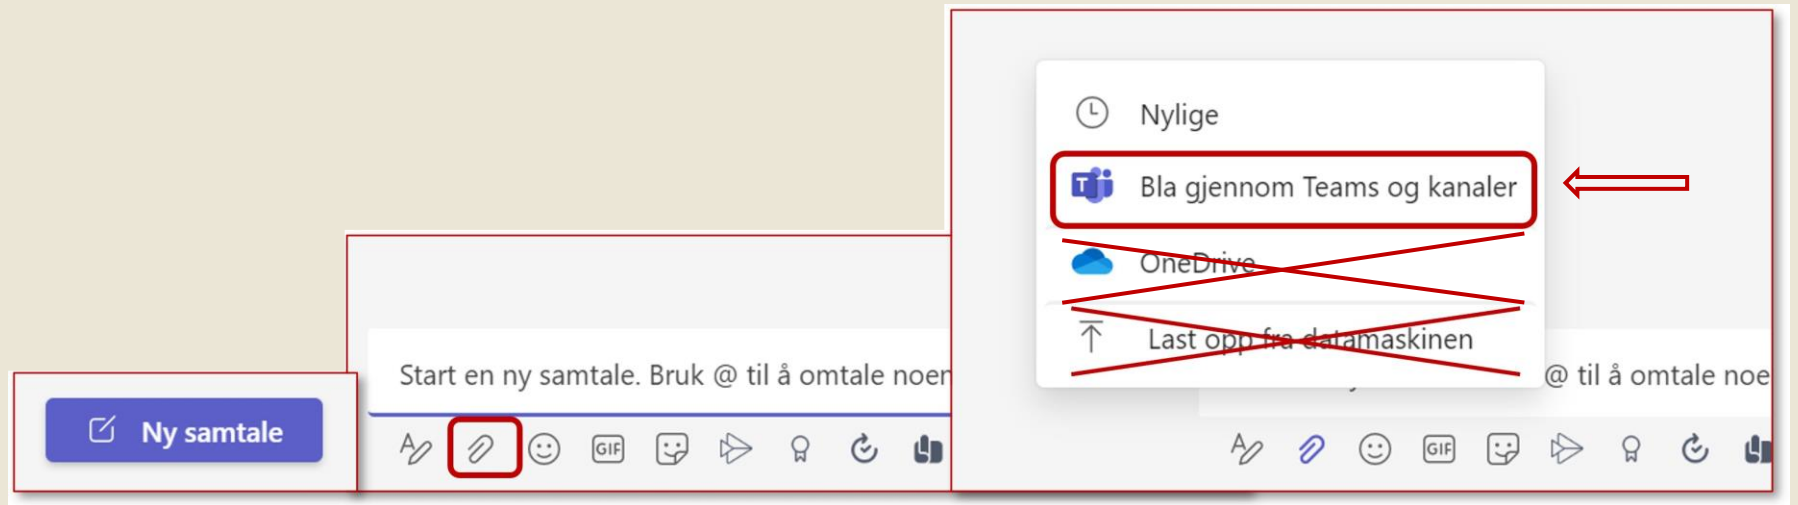 Ny samtale
Start en ny samtale. Bruk @ til å omtale noen
GIF
Nylige
T
Bla gjennom Teams og kanaler
OneDrive
Last opp fra datamaskinen
@ til å omtale noe
GIF